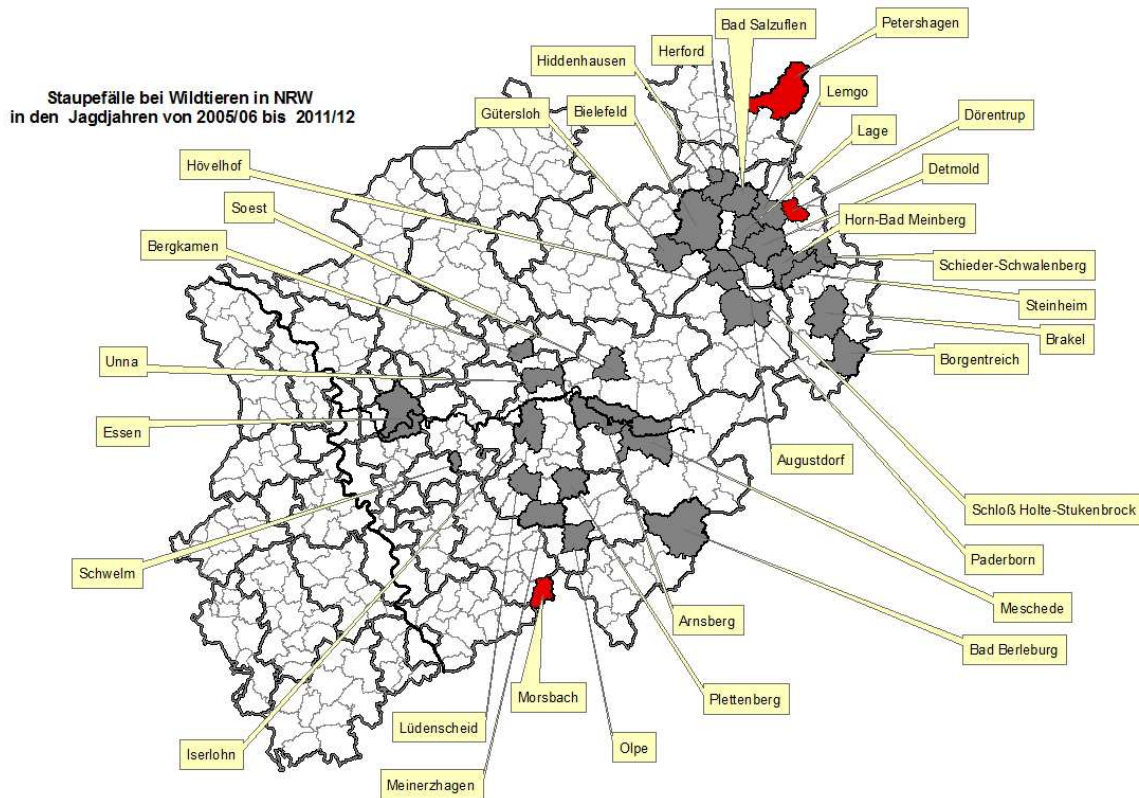 Staupefälle bei Wildtieren in NRW
in den Jagdjahren von 2005/06 bis 2011/12
Bad Salzuflen
Petershagen
Herford
Hiddenhausen
Lemgo
Bielefeld
Gütersloh
Dörentrup
Lage
Hövelhof
Detmold
Soest
Horn-Bad Meinberg
Bergkamen
Schieder-Schwalenberg
Steinheim
Brakel
Unna
Borgentreich
Essen
Augustdorf
Schloß Holte-Stukenbrock
Paderborn
Schwelm
Meschede
Arnsberg
Bad Berleburg
Morsbach
Plettenberg
Lüdenscheid
Iserlohn
Olpe
Meinerzhagen